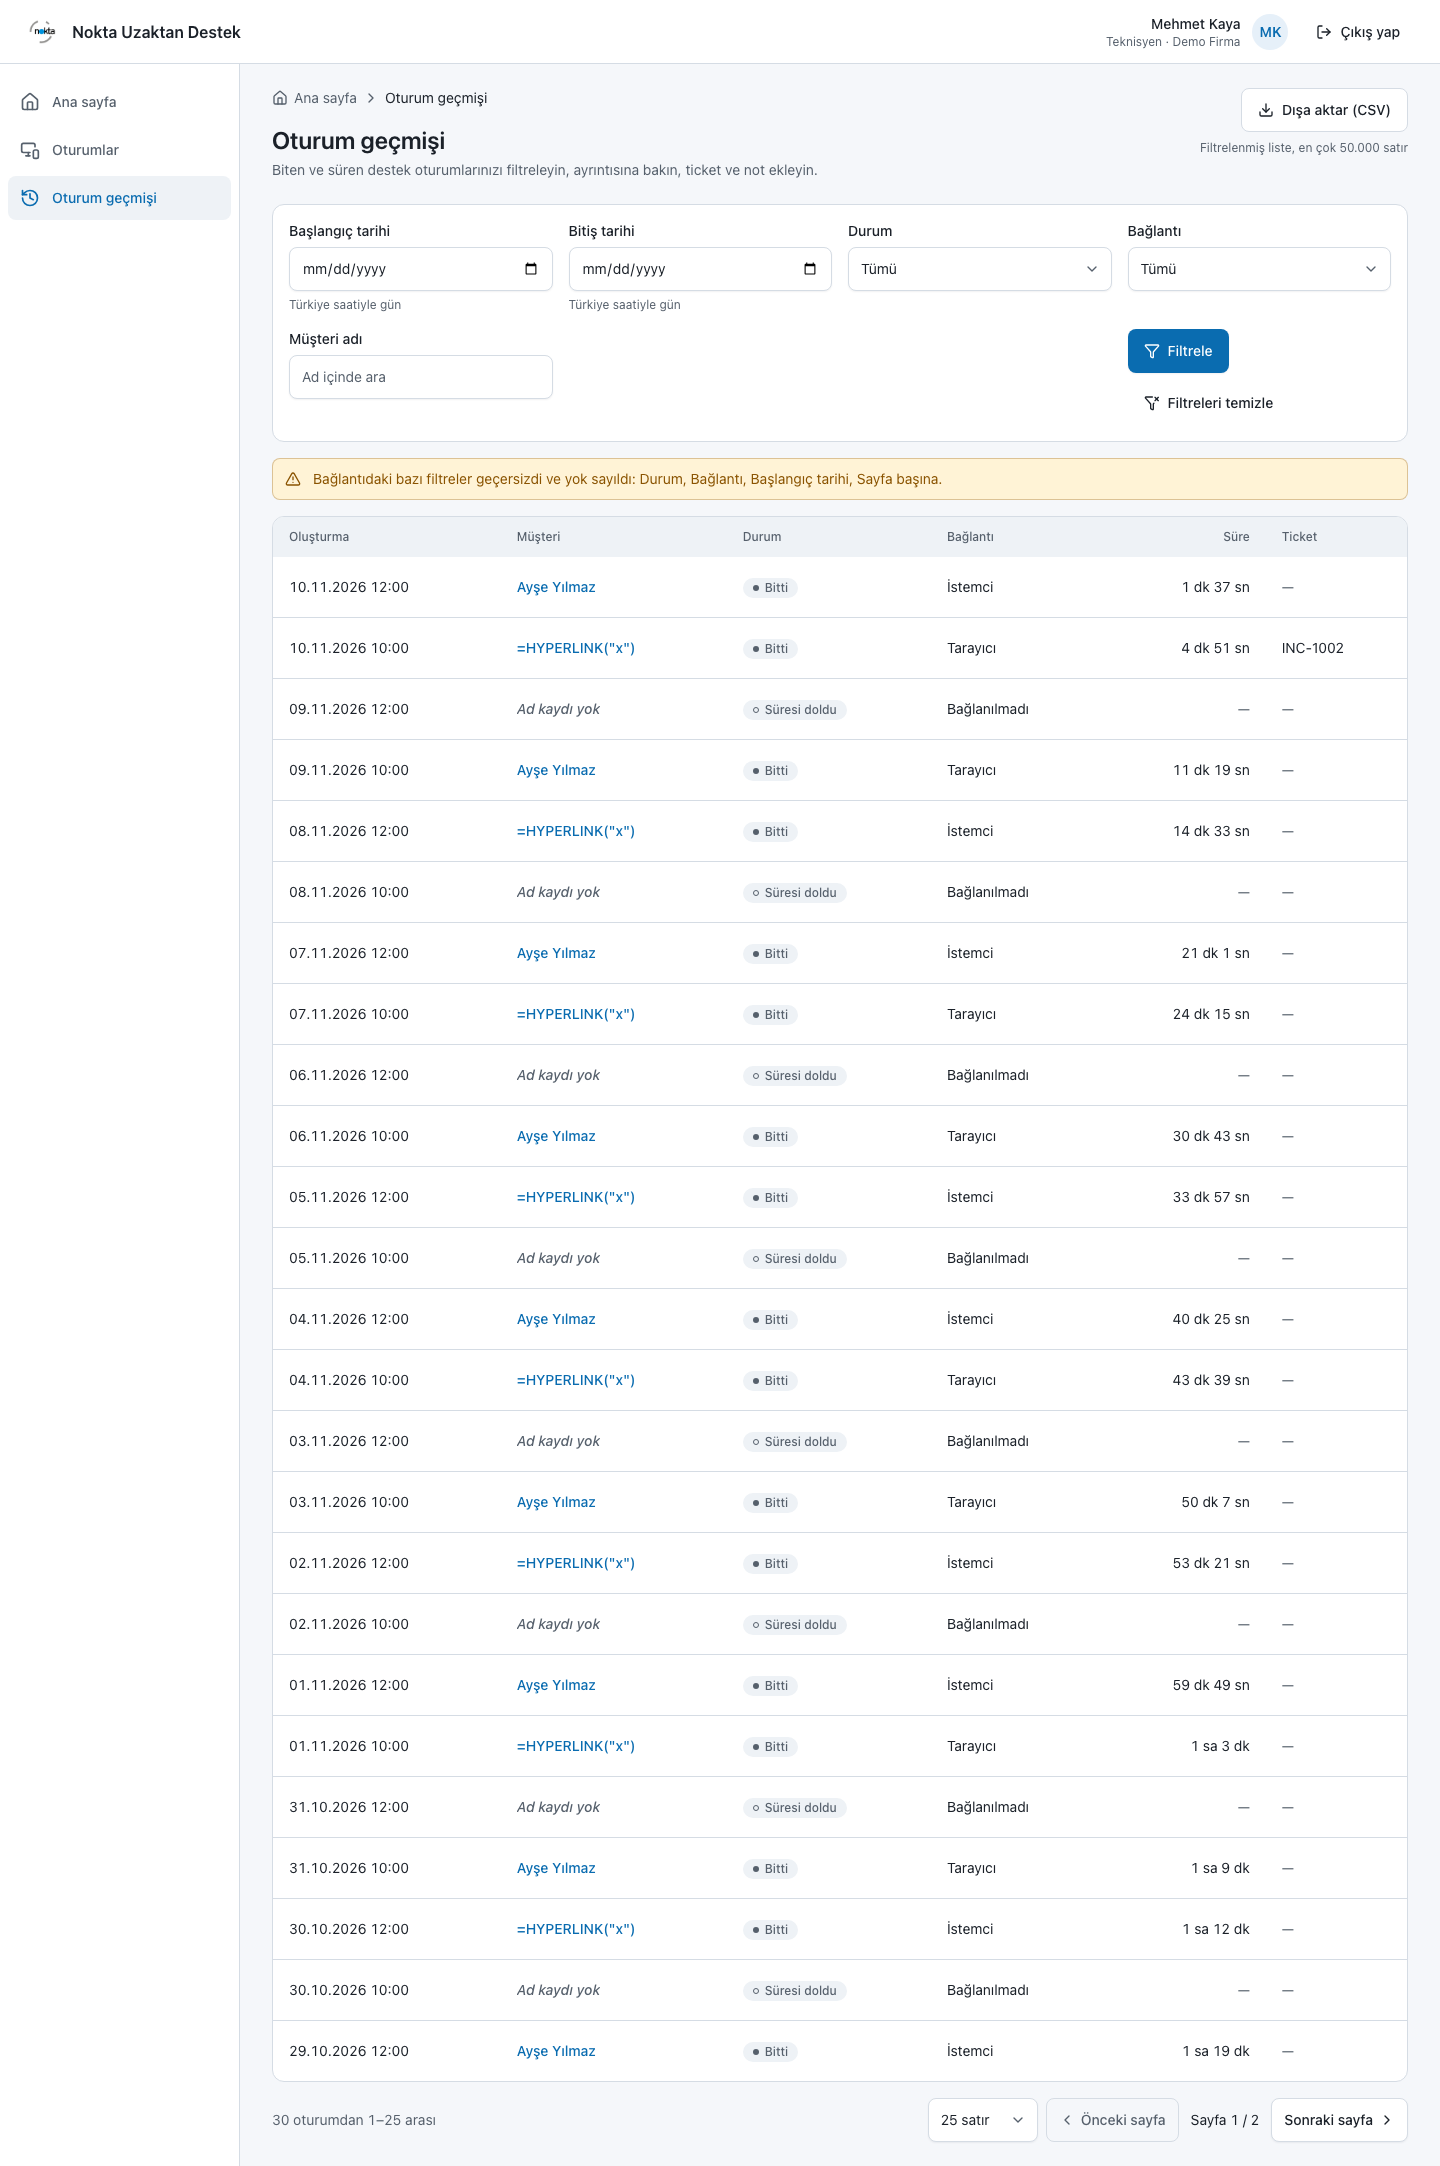 nokta
Nokta Uzaktan Destek
Mehmet Kaya
Teknisyen · Demo Firma
MK
Çıkış yap
Ana sayfa
Oturumlar
Oturum geçmişi
Ana sayfa > Oturum geçmişi
Dışa aktar (CSV)
Filtrelenmiş liste, en çok 50.000 satır
Oturum geçmişi
Biten ve süren destek oturumlarınızı filtreleyin, ayrıntısına bakın, ticket ve not ekleyin.
Başlangıç tarihi Bitiş tarihi Durum Bağlantı
mm/dd/yyyy mm/dd/yyyy Tümü Tümü
Türkiye saatiyle gün Türkiye saatiyle gün
Müşteri adı
Ad içinde ara
Filtrele
Filtreleri temizle
Bağlantıdaki bazı filtreler geçersizdi ve yok sayıldı: Durum, Bağlantı, Başlangıç tarihi, Sayfa başına.
Oluşturma Müşteri Durum Bağlantı Süre Ticket
10.11.2026 12:00 Ayşe Yılmaz Bitti İstemci 1 dk 37 sn —
10.11.2026 10:00 =HYPERLINK("x") Bitti Tarayıcı 4 dk 51 sn INC-1002
09.11.2026 12:00 Ad kaydı yok Süresi doldu Bağlanılmadı — —
09.11.2026 10:00 Ayşe Yılmaz Bitti Tarayıcı 11 dk 19 sn —
08.11.2026 12:00 =HYPERLINK("x") Bitti İstemci 14 dk 33 sn —
08.11.2026 10:00 Ad kaydı yok Süresi doldu Bağlanılmadı — —
07.11.2026 12:00 Ayşe Yılmaz Bitti İstemci 21 dk 1 sn —
07.11.2026 10:00 =HYPERLINK("x") Bitti Tarayıcı 24 dk 15 sn —
06.11.2026 12:00 Ad kaydı yok Süresi doldu Bağlanılmadı — —
06.11.2026 10:00 Ayşe Yılmaz Bitti Tarayıcı 30 dk 43 sn —
05.11.2026 12:00 =HYPERLINK("x") Bitti İstemci 33 dk 57 sn —
05.11.2026 10:00 Ad kaydı yok Süresi doldu Bağlanılmadı — —
04.11.2026 12:00 Ayşe Yılmaz Bitti İstemci 40 dk 25 sn —
04.11.2026 10:00 =HYPERLINK("x") Bitti Tarayıcı 43 dk 39 sn —
03.11.2026 12:00 Ad kaydı yok Süresi doldu Bağlanılmadı — —
03.11.2026 10:00 Ayşe Yılmaz Bitti Tarayıcı 50 dk 7 sn —
02.11.2026 12:00 =HYPERLINK("x") Bitti İstemci 53 dk 21 sn —
02.11.2026 10:00 Ad kaydı yok Süresi doldu Bağlanılmadı — —
01.11.2026 12:00 Ayşe Yılmaz Bitti İstemci 59 dk 49 sn —
01.11.2026 10:00 =HYPERLINK("x") Bitti Tarayıcı 1 sa 3 dk —
31.10.2026 12:00 Ad kaydı yok Süresi doldu Bağlanılmadı — —
31.10.2026 10:00 Ayşe Yılmaz Bitti Tarayıcı 1 sa 9 dk —
30.10.2026 12:00 =HYPERLINK("x") Bitti İstemci 1 sa 12 dk —
30.10.2026 10:00 Ad kaydı yok Süresi doldu Bağlanılmadı — —
29.10.2026 12:00 Ayşe Yılmaz Bitti İstemci 1 sa 19 dk —
30 oturumdan 1–25 arası 25 satır Önceki sayfa Sayfa 1 / 2 Sonraki sayfa